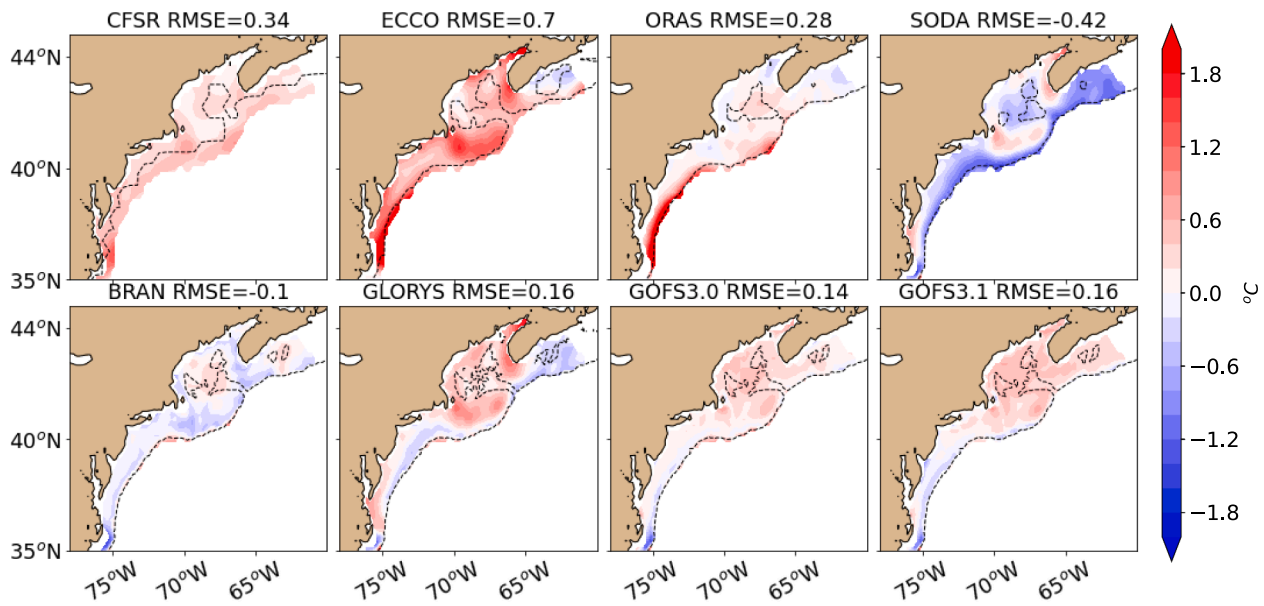 CFSR RMSE=0.34
ECCO RMSE=0.7
ORAS RMSE=0.28
SODA RMSE=-0.42
44°N
40°N
35°N
BRAN RMSE=-0.1
GLORYS RMSE=0.16
GOFS3.0 RMSE=0.14
GOFS3.1 RMSE=0.16
44°N
40°N
35°N
75°W
70°W
65°W
75°W
70°W
65°W
75°W
70°W
65°W
75°W
70°W
65°W
1.8
1.2
0.6
0.0
−0.6
−1.2
−1.8
°C